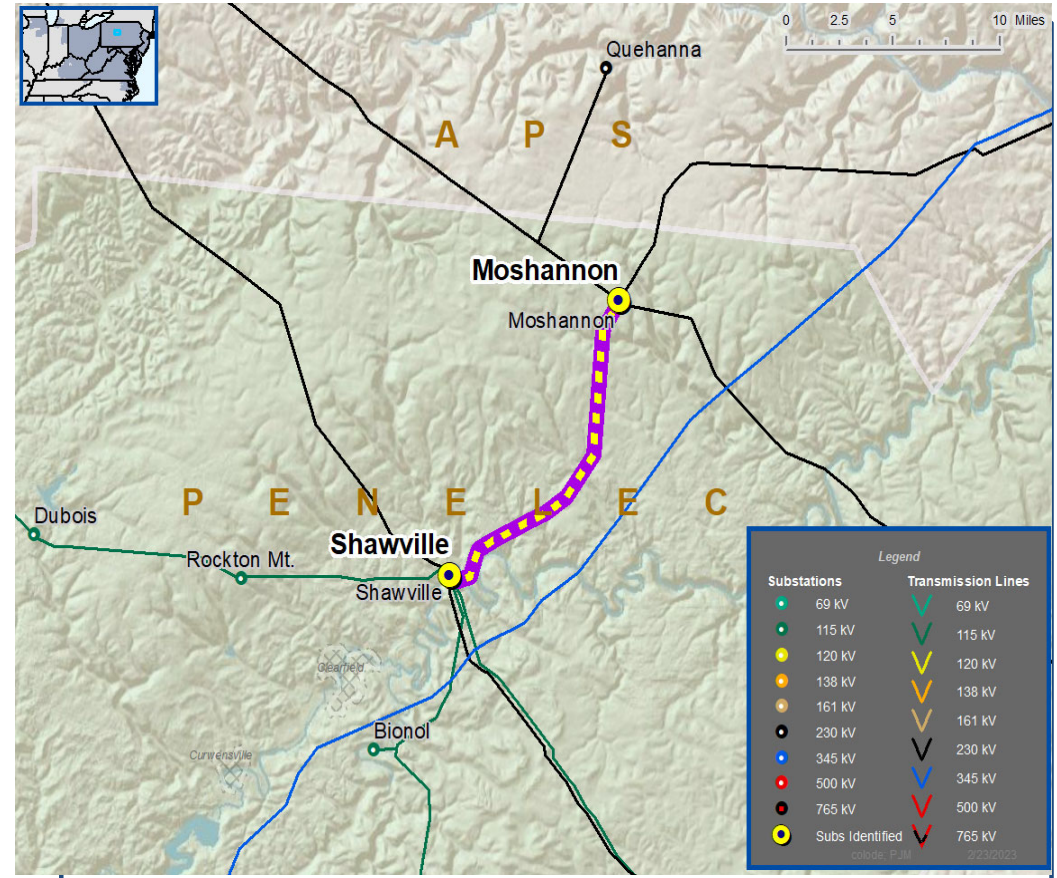 0 2.5 5 10 Miles
Quehanna
A P S
Moshannon
Moshannon
P E N E L E C
Dubois
Shawville
Rockton Mt.
Shawville
Clearfield
Bionol
Curwensville
Legend
Substations Transmission Lines
69 kV 69 kV
115 kV 115 kV
120 kV 120 kV
138 kV 138 kV
161 kV 161 kV
230 kV 230 kV
345 kV 345 kV
500 kV 500 kV
765 kV 765 kV
Subs Identified
colode, PJM 2/23/2023